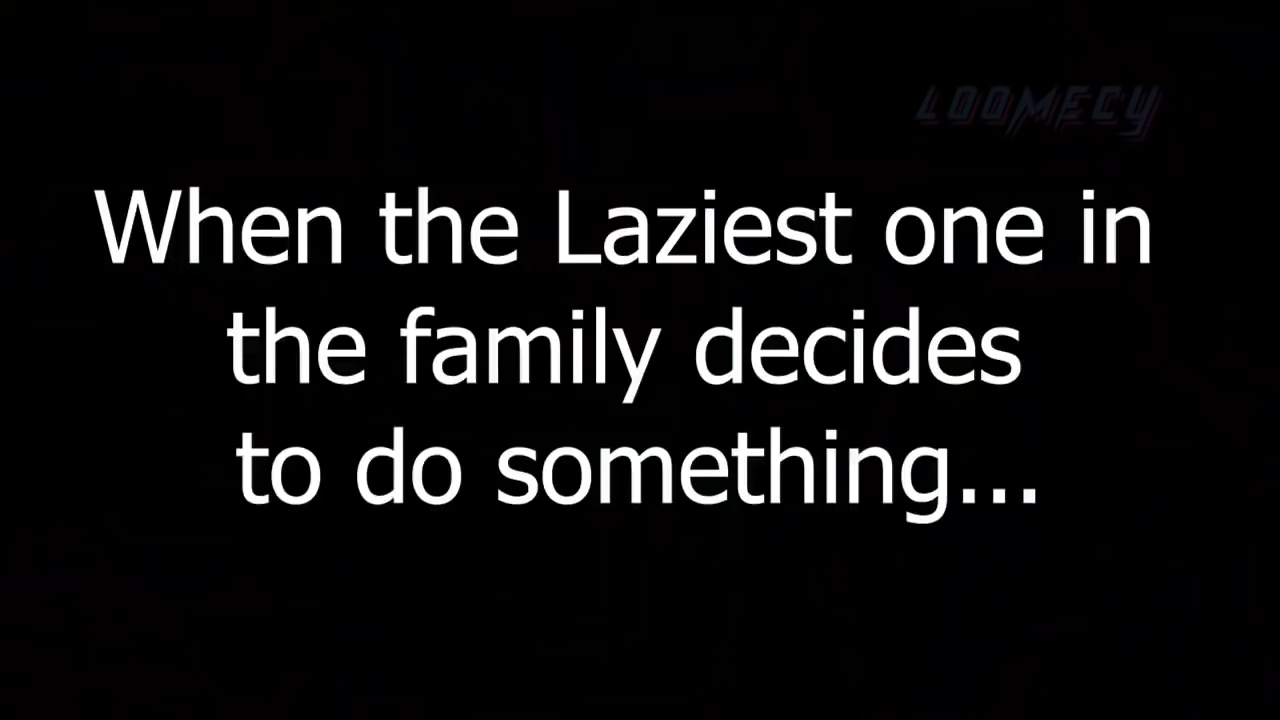 LOOMECY
When the Laziest one in
the family decides
to do something...